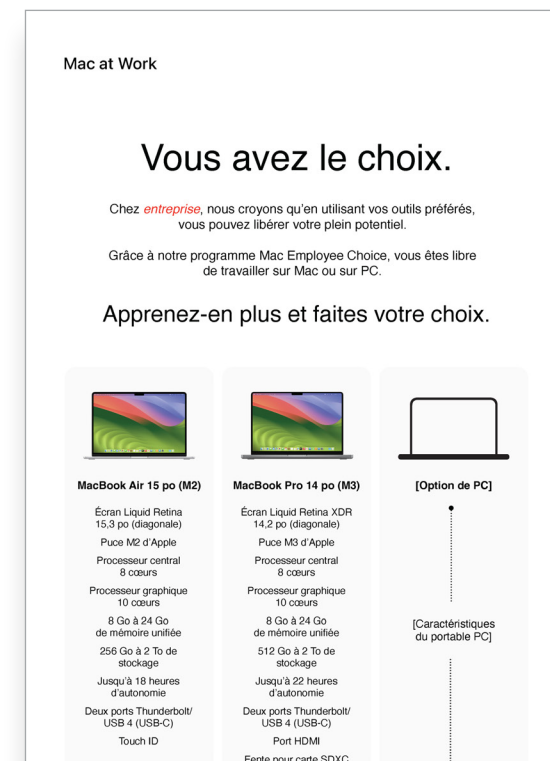 Mac at Work
Vous avez le choix.
Chez entreprise, nous croyons qu'en utilisant vos outils préférés,
vous pouvez libérer votre plein potentiel.
Grâce à notre programme Mac Employee Choice, vous êtes libre
de travailler sur Mac ou sur PC.
Apprenez-en plus et faites votre choix.
MacBook Air 15 po (M2)
Écran Liquid Retina
15,3 po (diagonale)
Puce M2 d'Apple
Processeur central
8 cœurs
Processeur graphique
10 cœurs
8 Go à 24 Go
de mémoire unifiée
256 Go à 2 To de
stockage
Jusqu'à 18 heures
d'autonomie
Deux ports Thunderbolt/
USB 4 (USB-C)
Touch ID
MacBook Pro 14 po (M3)
Écran Liquid Retina XDR
14,2 po (diagonale)
Puce M3 d'Apple
Processeur central
8 cœurs
Processeur graphique
10 cœurs
8 Go à 24 Go
de mémoire unifiée
512 Go à 2 To de
stockage
Jusqu'à 22 heures
d'autonomie
Deux ports Thunderbolt/
USB 4 (USB-C)
Port HDMI
Fente pour carte SDXC
[Option de PC]
[Caractéristiques
du portable PC]